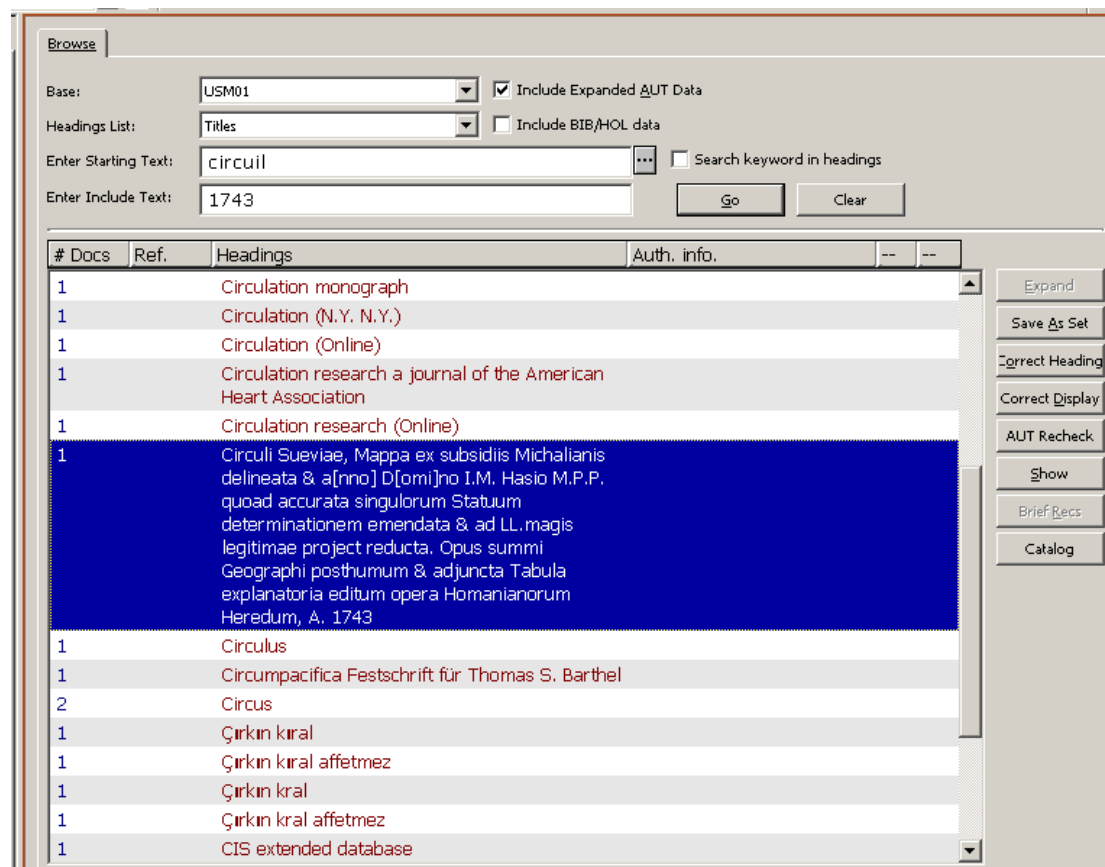 Browse
Base: USM01 Include Expanded AUT Data
Headings List: Titles Include BIB/HOL data
Enter Starting Text: circuil ... Search keyword in headings
Enter Include Text: 1743 Go Clear
# Docs Ref. Headings Auth. info. -- --
1 Circulation monograph Expand
1 Circulation (N.Y. N.Y.) Save As Set
1 Circulation (Online)
1 Circulation research a journal of the American Correct Heading
Heart Association Correct Display
1 Circulation research (Online) AUT Recheck
1 Circuli Sueviae, Mappa ex subsidiis Michalianis
delineata & a[nno] D[omi]no I.M. Hasio M.P.P. Show
quoad accurata singulorum Statuum
determinationem emendata & ad LL.magis Brief Recs
legitimae project reducta. Opus summi Catalog
Geographi posthumum & adjuncta Tabula
explanatoria editum opera Homanianorum
Heredum, A. 1743
1 Circulus
1 Circumpacifica Festschrift für Thomas S. Barthel
2 Circus
1 Çırkın kıral
1 Çırkın kıral affetmez
1 Çırkın kral
1 Çırkın kral affetmez
1 CIS extended database